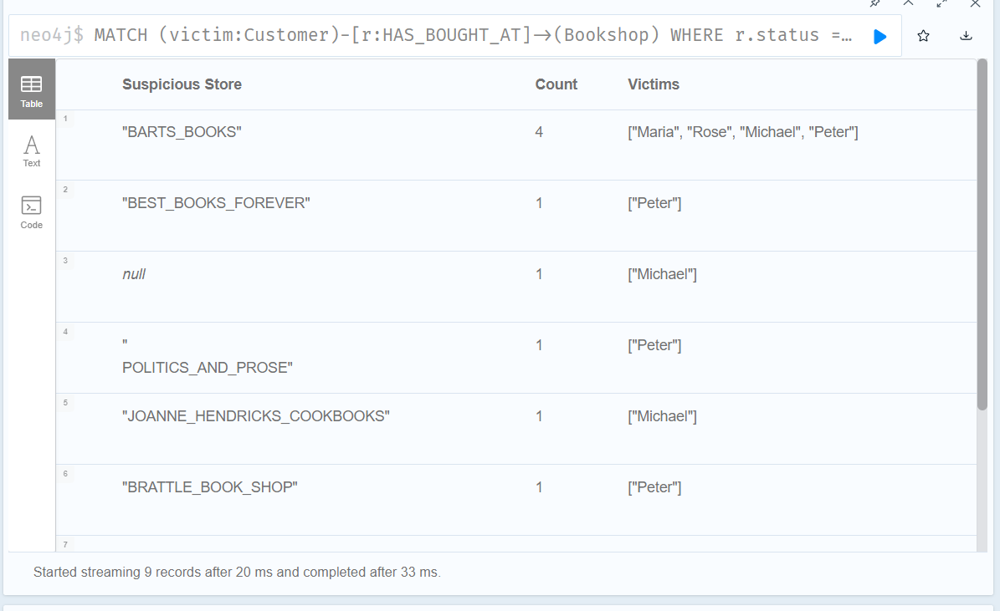 neo4j$ MATCH (victim:Customer)-[r:HAS_BOUGHT_AT]→(Bookshop) WHERE r.status =…
Table
Text
Code
Suspicious Store Count Victims
1
"BARTS_BOOKS" 4 ["Maria", "Rose", "Michael", "Peter"]
2
"BEST_BOOKS_FOREVER" 1 ["Peter"]
3
null 1 ["Michael"]
4
" 1 ["Peter"]
POLITICS_AND_PROSE"
5
"JOANNE_HENDRICKS_COOKBOOKS" 1 ["Michael"]
6
"BRATTLE_BOOK_SHOP" 1 ["Peter"]
7
Started streaming 9 records after 20 ms and completed after 33 ms.